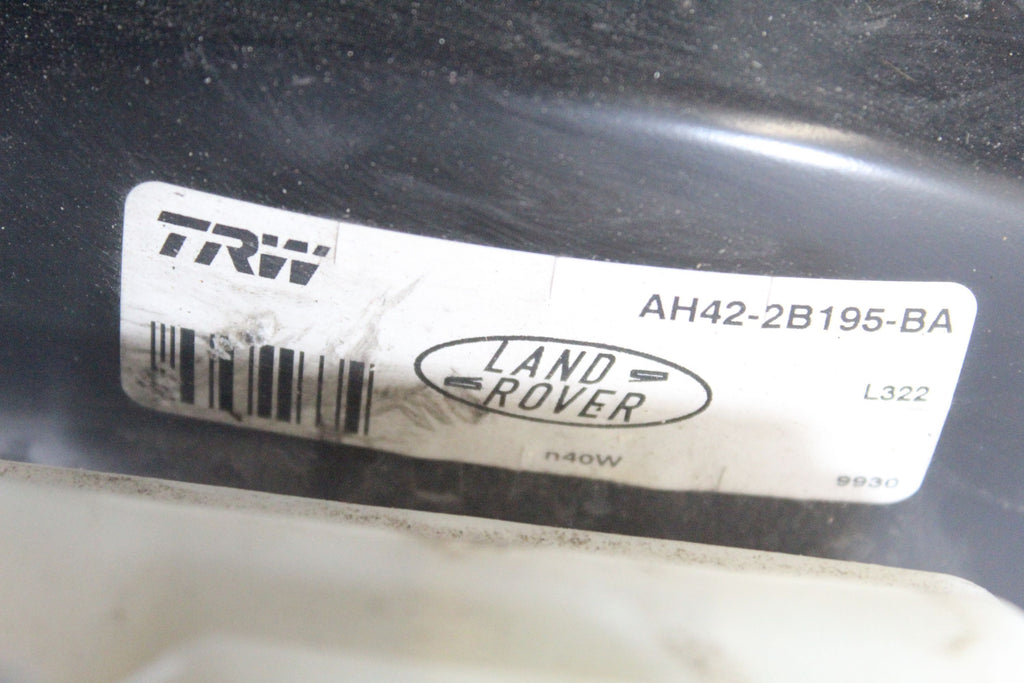 TRW
AH42-2B195-BA
LAND
ROVER
L322
n40W
9930